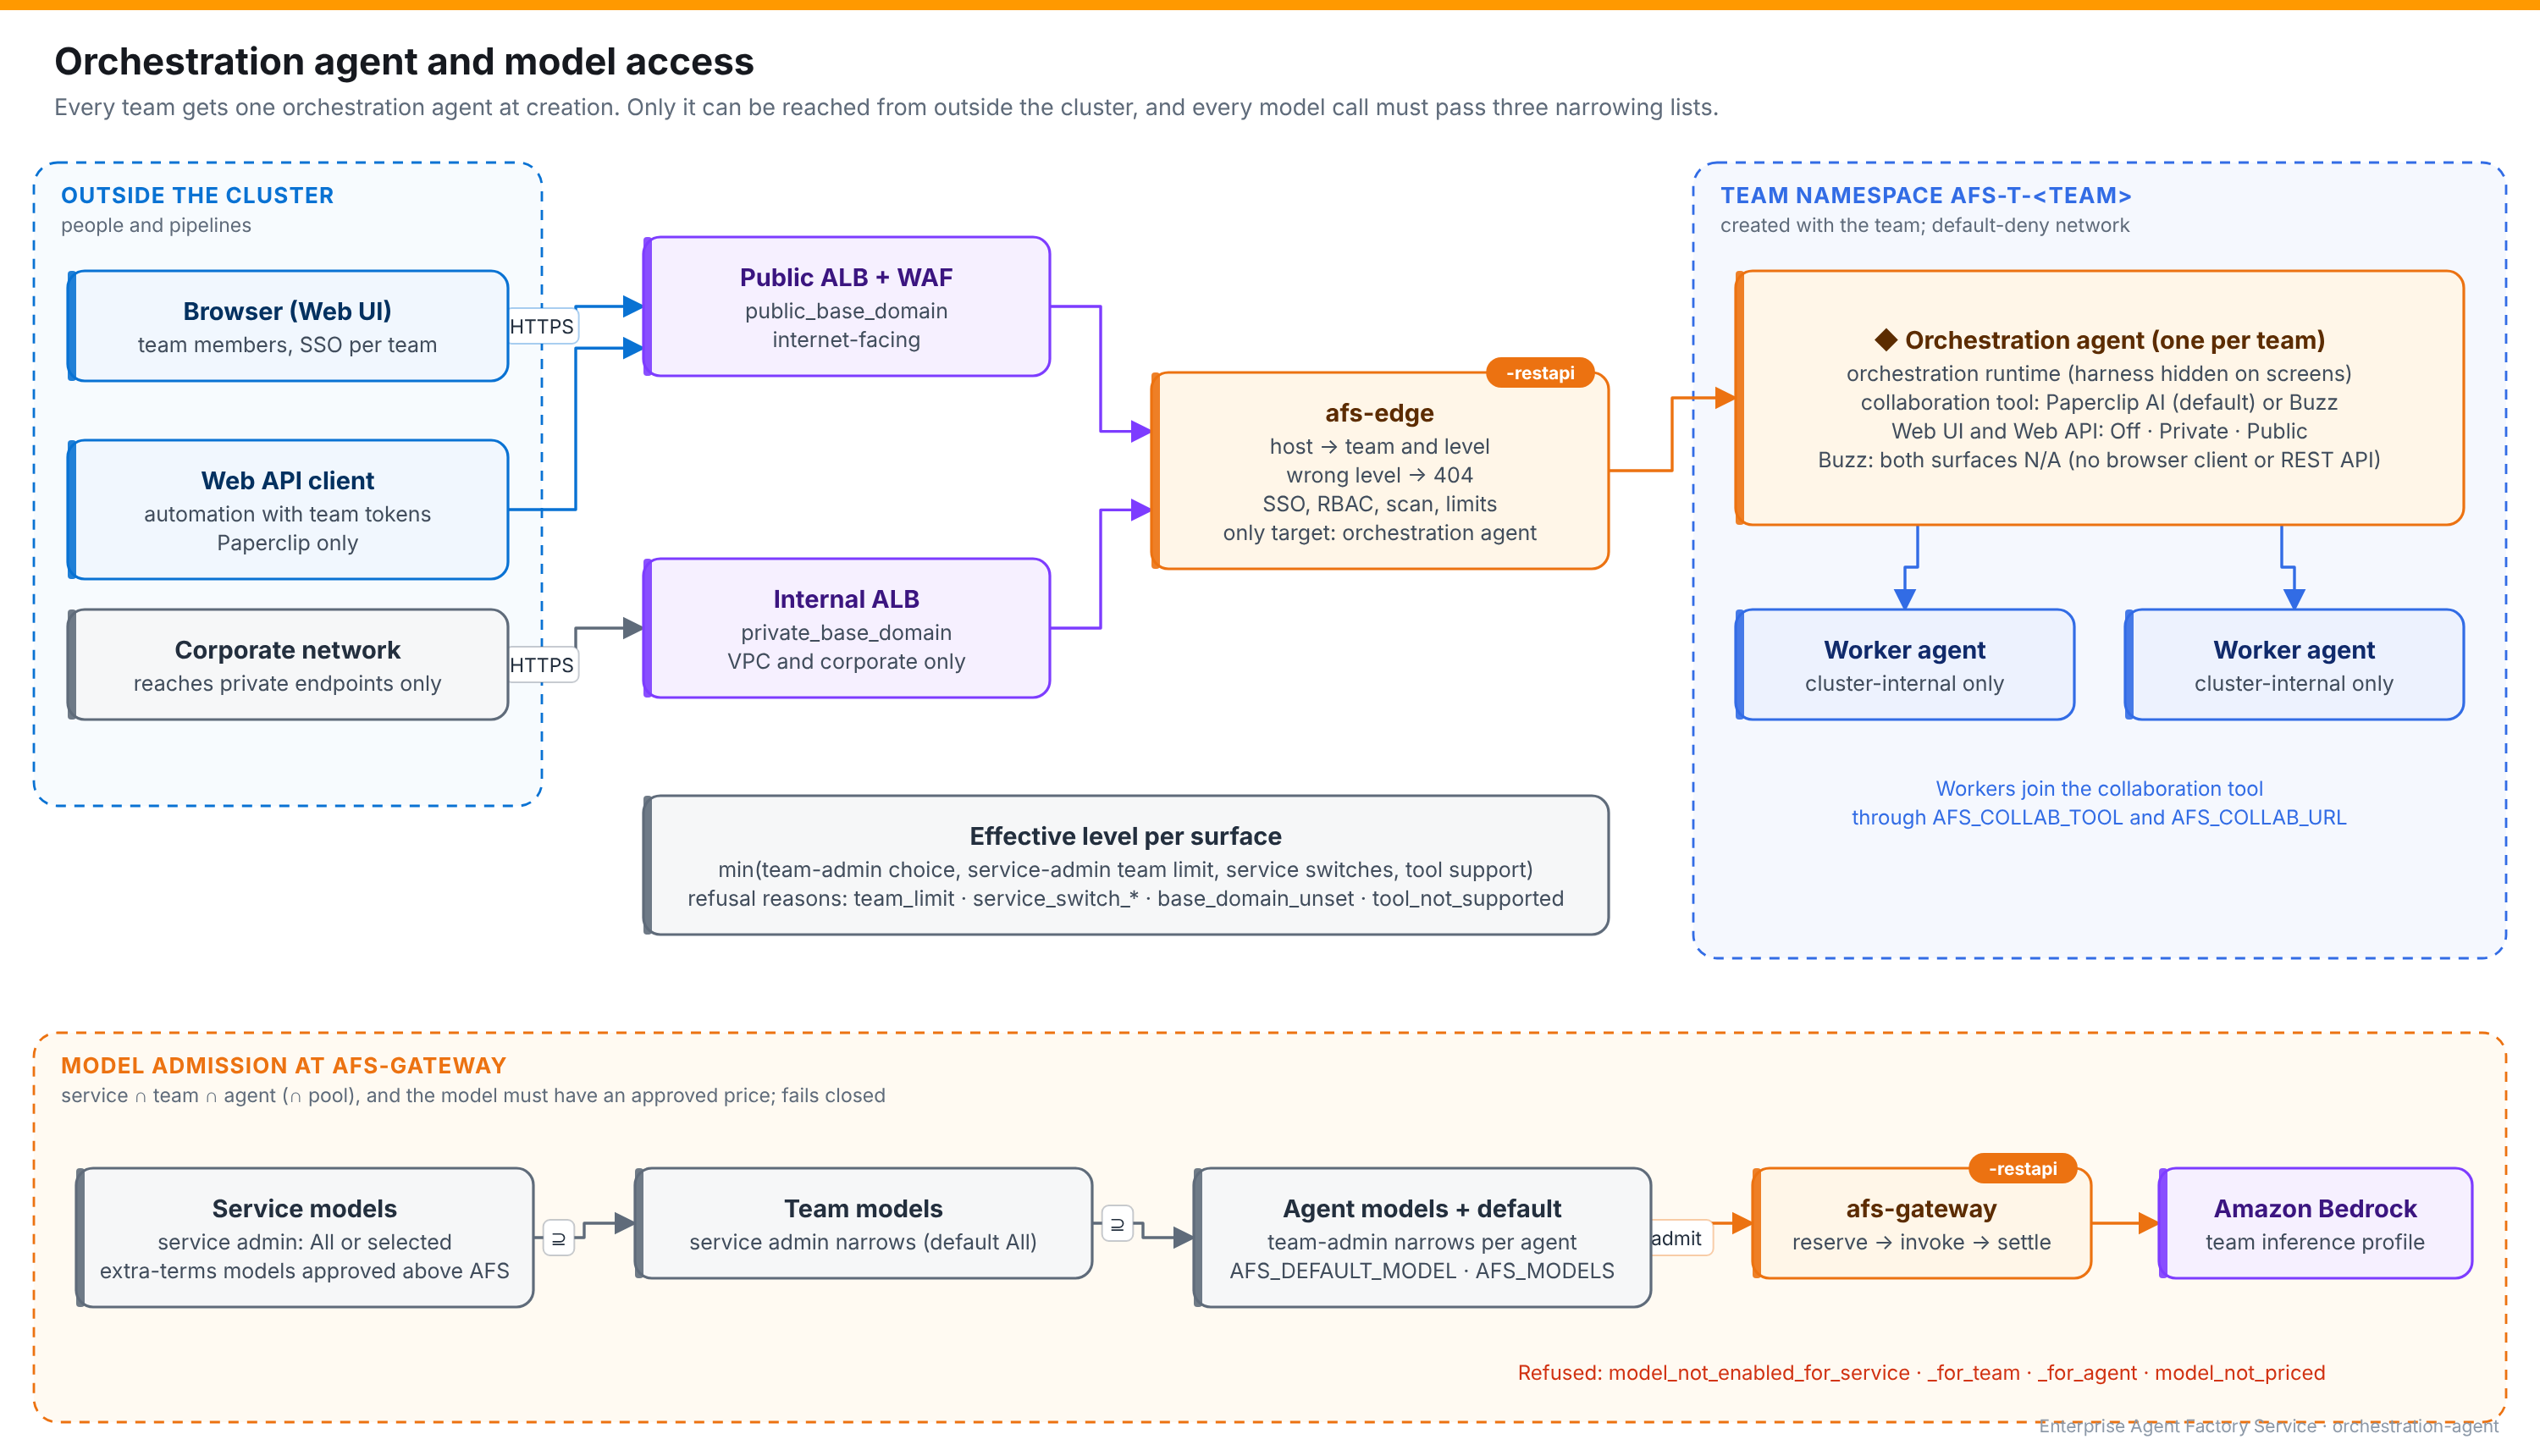 Orchestration agent and model access
Every team gets one orchestration agent at creation. Only it can be reached from outside the cluster, and every model call must pass three narrowing lists.
OUTSIDE THE CLUSTER
people and pipelines
Browser (Web UI)
team members, SSO per team
HTTPS
Web API client
automation with team tokens
Paperclip only
Corporate network
reaches private endpoints only
HTTPS
Public ALB + WAF
public_base_domain
internet-facing
Internal ALB
private_base_domain
VPC and corporate only
-restapi
afs-edge
host → team and level
wrong level → 404
SSO, RBAC, scan, limits
only target: orchestration agent
TEAM NAMESPACE AFS-T-<TEAM>
created with the team; default-deny network
◆ Orchestration agent (one per team)
orchestration runtime (harness hidden on screens)
collaboration tool: Paperclip AI (default) or Buzz
Web UI and Web API: Off · Private · Public
Buzz: both surfaces N/A (no browser client or REST API)
Worker agent
cluster-internal only
Worker agent
cluster-internal only
Workers join the collaboration tool
through AFS_COLLAB_TOOL and AFS_COLLAB_URL
Effective level per surface
min(team-admin choice, service-admin team limit, service switches, tool support)
refusal reasons: team_limit · service_switch_* · base_domain_unset · tool_not_supported
MODEL ADMISSION AT AFS-GATEWAY
service ∩ team ∩ agent (∩ pool), and the model must have an approved price; fails closed
Service models
service admin: All or selected
extra-terms models approved above AFS
⊇
Team models
service admin narrows (default All)
⊇
Agent models + default
team-admin narrows per agent
AFS_DEFAULT_MODEL · AFS_MODELS
admit
-restapi
afs-gateway
reserve → invoke → settle
Amazon Bedrock
team inference profile
Refused: model_not_enabled_for_service · _for_team · _for_agent · model_not_priced
Enterprise Agent Factory Service · orchestration-agent